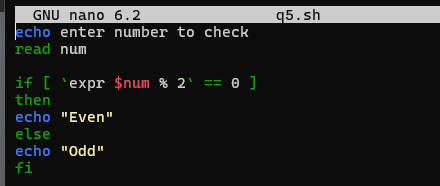 GNU nano 6.2 q5.sh
echo enter number to check
read num
if [ `expr $num % 2` == 0 ]
then
echo "Even"
else
echo "Odd"
fi